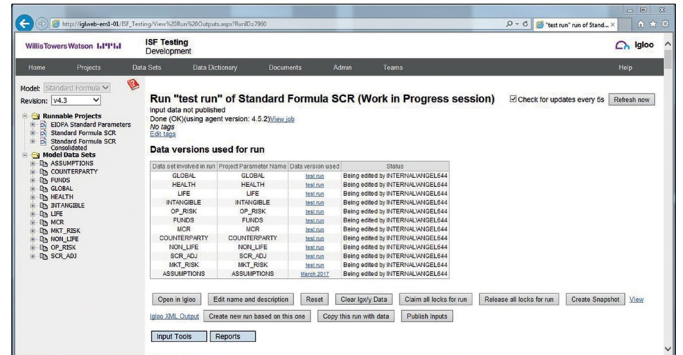 http://iglweb-ern1-01/ISF_Testing/View%20Run%20Outputs.aspx?RunID=7960
"test run" run of Stand...
WillisTowersWatson
ISF Testing
Development
Igloo
Home Projects Data Sets Data Dictionary Documents Admin Teams Help
Model: Standard Formula
Revision: v4.3
Runnable Projects
EIOPA Standard Parameters
Standard Formula SCR
Standard Formula SCR
Consolidated
Model Data Sets
ASSUMPTIONS
COUNTERPARTY
FUNDS
GLOBAL
HEALTH
INTANGIBLE
LIFE
MCR
MKT_RISK
NON_LIFE
OP_RISK
SCR_ADJ
Run "test run" of Standard Formula SCR (Work in Progress session)
Check for updates every 6s Refresh now
Input data not published
Done (OK)(using agent version: 4.5.2)View job
No tags
Edit tags
Data versions used for run
Data set involved in run Project Parameter Name Data version used Status
GLOBAL GLOBAL test run Being edited by INTERNAL\ANGEL644
HEALTH HEALTH test run Being edited by INTERNAL\ANGEL644
LIFE LIFE test run Being edited by INTERNAL\ANGEL644
INTANGIBLE INTANGIBLE test run Being edited by INTERNAL\ANGEL644
OP_RISK OP_RISK test run Being edited by INTERNAL\ANGEL644
FUNDS FUNDS test run Being edited by INTERNAL\ANGEL644
MCR MCR test run Being edited by INTERNAL\ANGEL644
COUNTERPARTY COUNTERPARTY test run Being edited by INTERNAL\ANGEL644
NON_LIFE NON_LIFE test run Being edited by INTERNAL\ANGEL644
SCR_ADJ SCR_ADJ test run Being edited by INTERNAL\ANGEL644
MKT_RISK MKT_RISK test run Being edited by INTERNAL\ANGEL644
ASSUMPTIONS ASSUMPTIONS March 2017 Being edited by INTERNAL\ANGEL644
Open in Igloo Edit name and description Reset Clear Igx/y Data Claim all locks for run Release all locks for run Create Snapshot View
Igloo XML Output Create new run based on this one Copy this run with data Publish inputs
Input Tools Reports